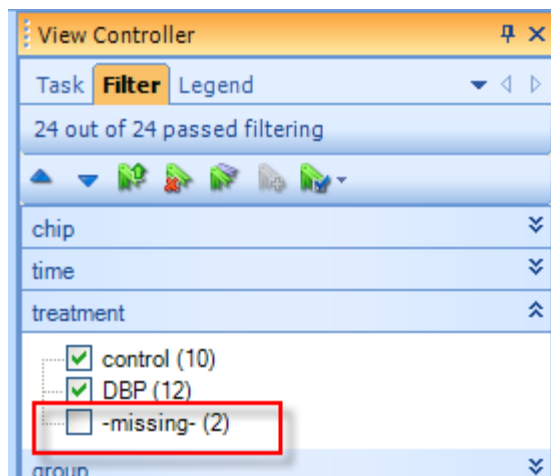 View Controller
Task Filter Legend
24 out of 24 passed filtering
chip
time
treatment
control (10)
DBP (12)
-missing- (2)
group